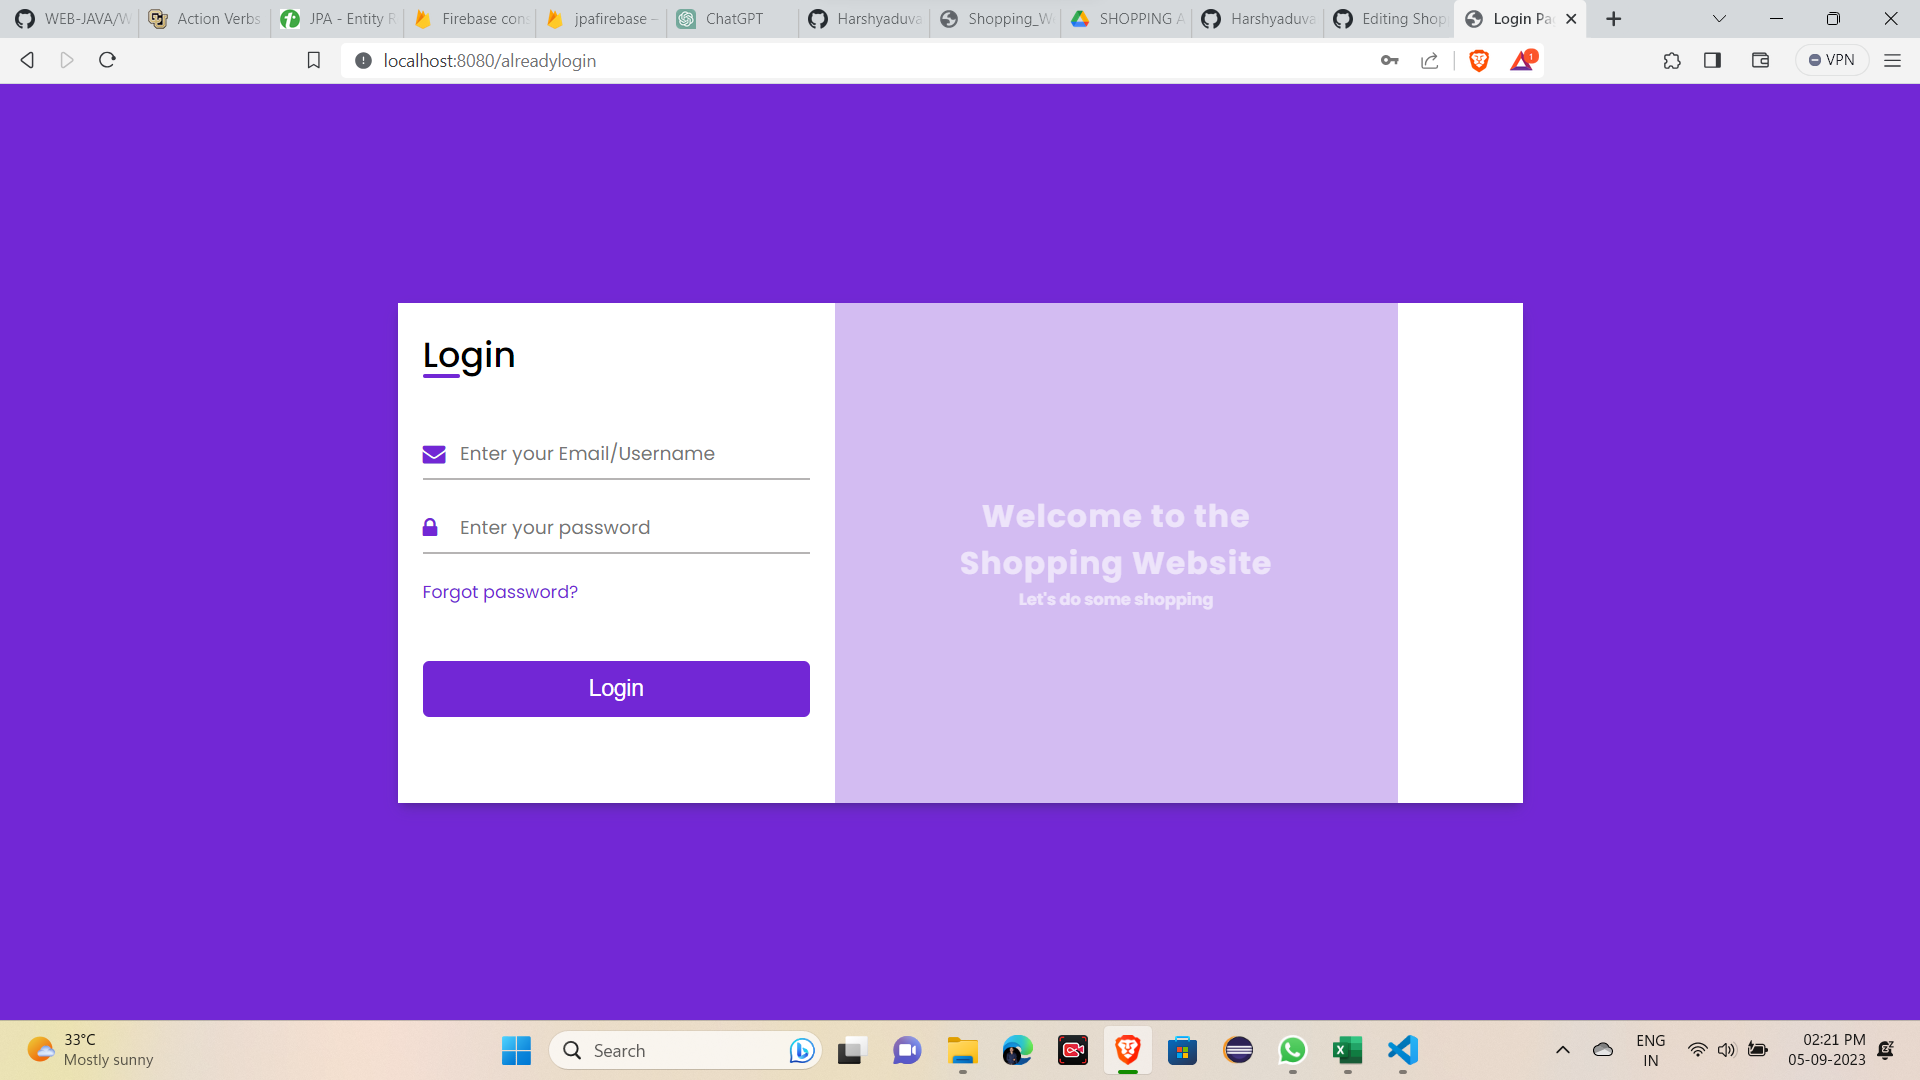 WEB-JAVA/W
Action Verbs
JPA - Entity R
Firebase cons
jpafirebase –
ChatGPT
Harshyaduva
Shopping_We
SHOPPING A
Harshyaduva
Editing Shop
Login Pa
localhost:8080/alreadylogin
1
VPN
Login
Enter your Email/Username
Enter your password
Forgot password?
Login
Welcome to the
Shopping Website
Let's do some shopping
33°C
Mostly sunny
Search
ENG
IN
02:21 PM
05-09-2023